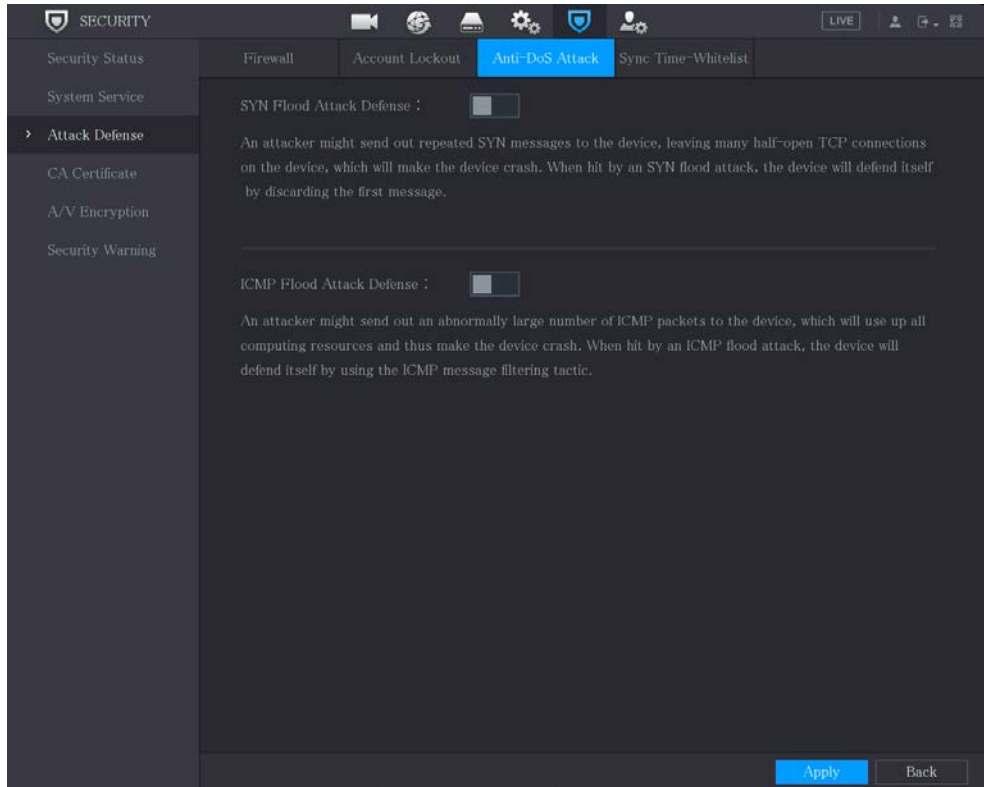 SECURITY
LIVE
Security Status
System Service
Attack Defense
CA Certificate
A/V Encryption
Security Warning
Firewall
Account Lockout
Anti-DoS Attack
Sync Time-Whitelist
SYN Flood Attack Defense :
An attacker might send out repeated SYN messages to the device, leaving many half-open TCP connections
on the device, which will make the device crash. When hit by an SYN flood attack, the device will defend itself
by discarding the first message.
ICMP Flood Attack Defense :
An attacker might send out an abnormally large number of ICMP packets to the device, which will use up all
computing resources and thus make the device crash. When hit by an ICMP flood attack, the device will
defend itself by using the ICMP message filtering tactic.
Apply
Back